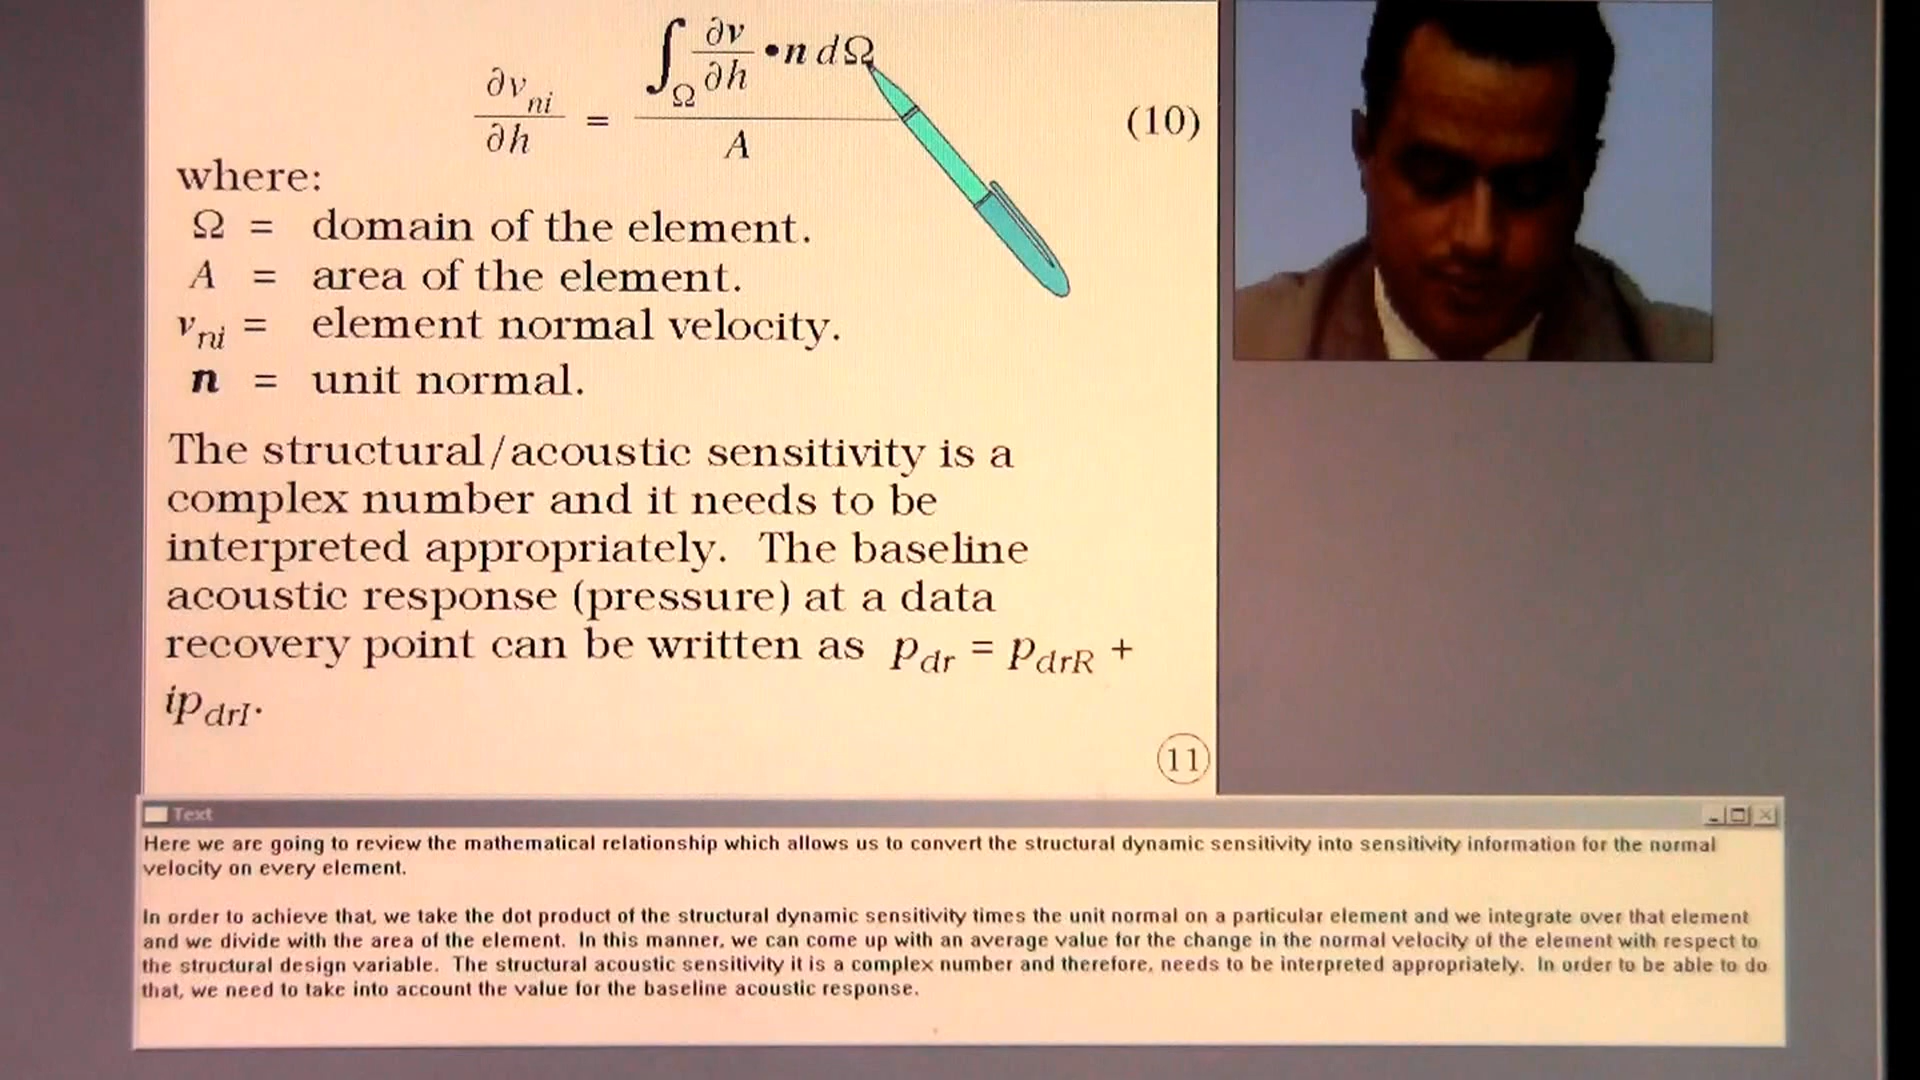 ∂v_ni / ∂h = ∫_Ω ∂v/∂h • n dΩ / A (10)
where:
Ω = domain of the element.
A = area of the element.
v_ni = element normal velocity.
n = unit normal.
The structural/acoustic sensitivity is a
complex number and it needs to be
interpreted appropriately. The baseline
acoustic response (pressure) at a data
recovery point can be written as p_dr = p_drR +
ip_drI.
11
Text
Here we are going to review the mathematical relationship which allows us to convert the structural dynamic sensitivity into sensitivity information for the normal
velocity on every element.
In order to achieve that, we take the dot product of the structural dynamic sensitivity times the unit normal on a particular element and we integrate over that element
and we divide with the area of the element. In this manner, we can come up with an average value for the change in the normal velocity of the element with respect to
the structural design variable. The structural acoustic sensitivity it is a complex number and therefore, needs to be interpreted appropriately. In order to be able to do
that, we need to take into account the value for the baseline acoustic response.